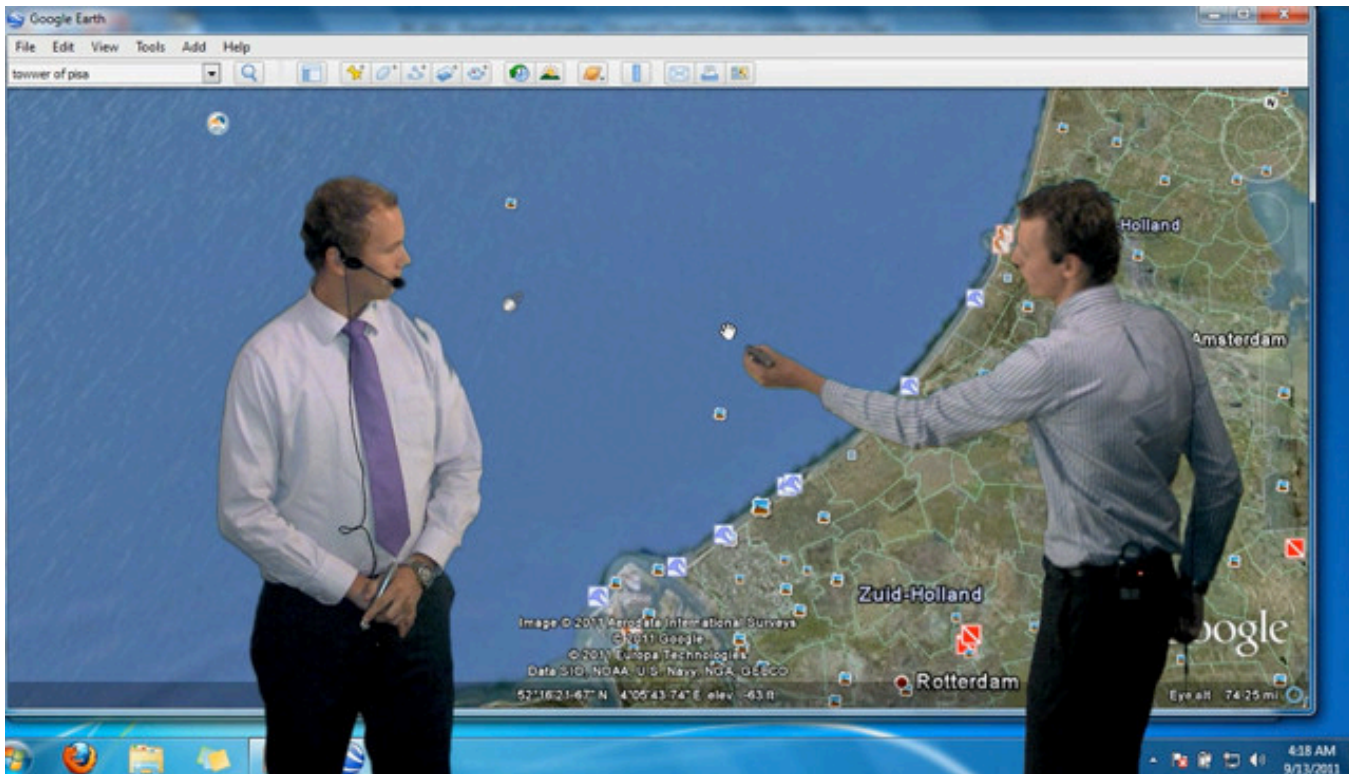 Google Earth
File Edit View Tools Add Help
towwer of pisa
N
-Holland
Amsterdam
Zuid-Holland
Image © 2011 Aerodata International Surveys
© 2011 Google
© 2011 Europa Technologies
Data SIO, NOAA, U.S. Navy, NGA, GEBCO
oogle
Rotterdam
52°16'21.67" N 4°05'43.74" E elev -63 ft
Eye alt 74.25 mi
4:18 AM
9/13/2011